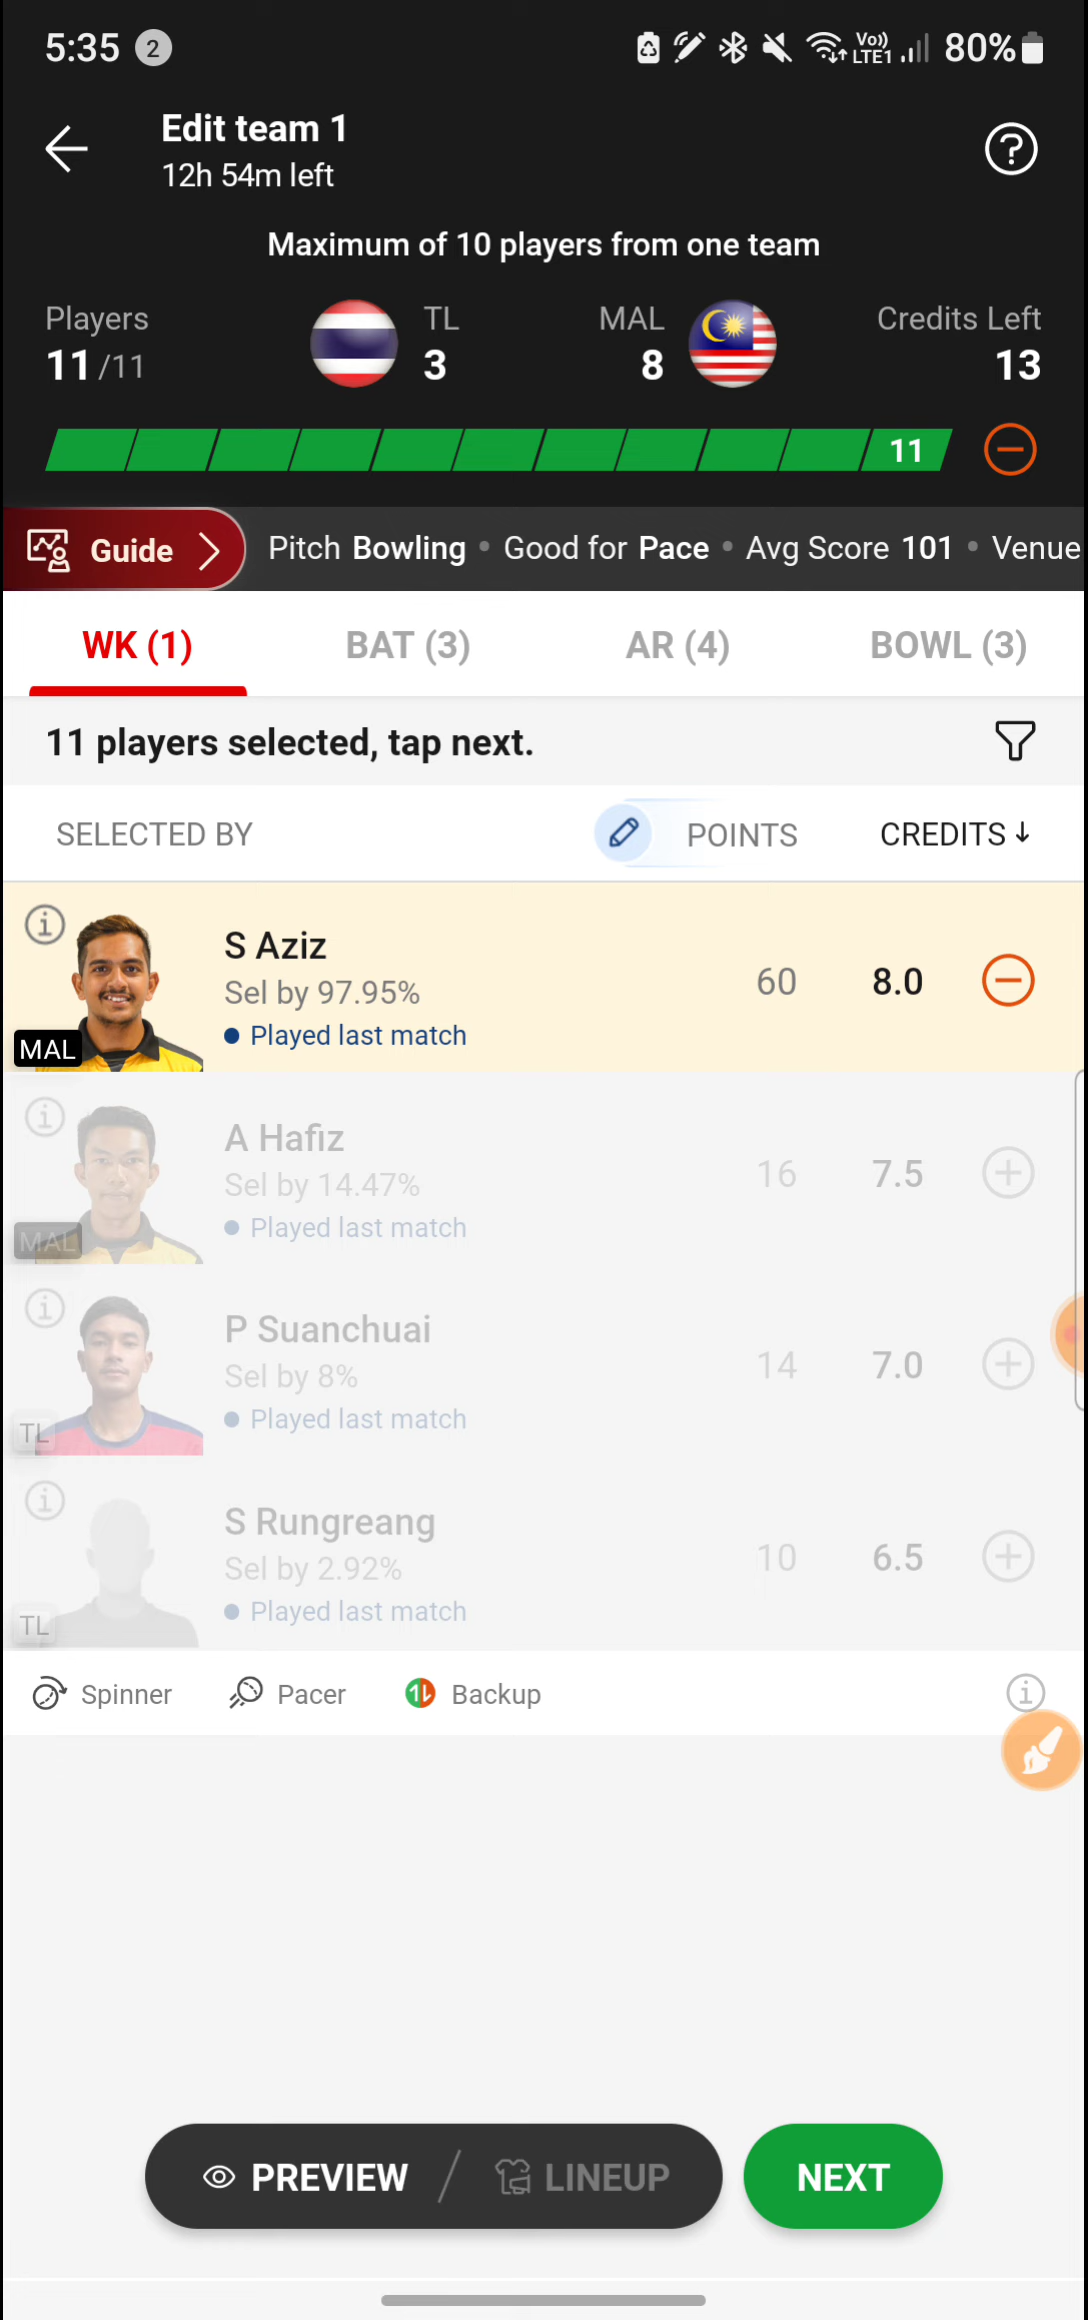 5:35 2 Vo)) LTE1 80%
Edit team 1
12h 54m left
Maximum of 10 players from one team
Players TL MAL Credits Left
11/11 3 8 13
11
Guide Pitch Bowling • Good for Pace • Avg Score 101 • Venue
WK (1) BAT (3) AR (4) BOWL (3)
11 players selected, tap next.
SELECTED BY POINTS CREDITS ↓
S Aziz
Sel by 97.95% 60 8.0
Played last match
MAL
A Hafiz
Sel by 14.47% 16 7.5
Played last match
MAL
P Suanchuai
Sel by 8% 14 7.0
Played last match
TL
S Rungreang
Sel by 2.92% 10 6.5
Played last match
TL
Spinner Pacer Backup
PREVIEW / LINEUP NEXT